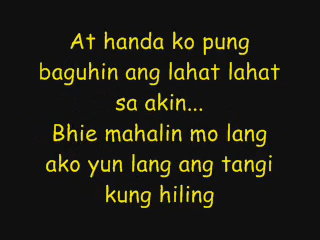 At handa ko pung
baguhin ang lahat lahat
sa akin...
Bhie mahalin mo lang
ako yun lang ang tangi
kung hiling